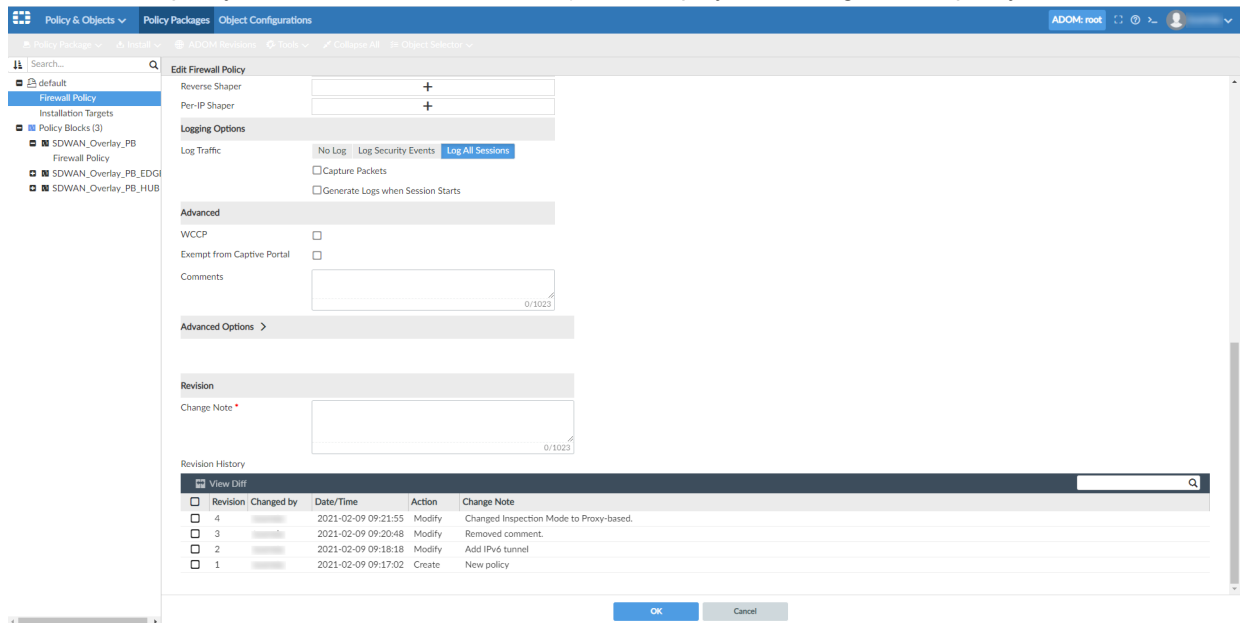 Policy & Objects Policy Packages Object Configurations ADOM: root
Policy Package Install ADOM Revisions Tools Collapse All Object Selector
Search...
Edit Firewall Policy
default
Firewall Policy
Installation Targets
Policy Blocks (3)
SDWAN_Overlay_PB
Firewall Policy
SDWAN_Overlay_PB_EDGE
SDWAN_Overlay_PB_HUB
Reverse Shaper +
Per-IP Shaper +
Logging Options
Log Traffic No Log Log Security Events Log All Sessions
Capture Packets
Generate Logs when Session Starts
Advanced
WCCP
Exempt from Captive Portal
Comments
0/1023
Advanced Options >
Revision
Change Note *
0/1023
Revision History
View Diff
Revision Changed by Date/Time Action Change Note
4 2021-02-09 09:21:55 Modify Changed Inspection Mode to Proxy-based.
3 2021-02-09 09:20:48 Modify Removed comment.
2 2021-02-09 09:18:18 Modify Add IPv6 tunnel
1 2021-02-09 09:17:02 Create New policy
OK Cancel